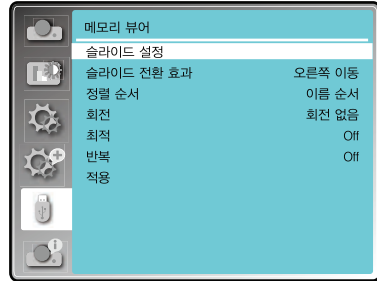 메모리 뷰어
슬라이드 설정
슬라이드 전환 효과 오른쪽 이동
정렬 순서 이름 순서
회전 회전 없음
최적 Off
반복 Off
적용